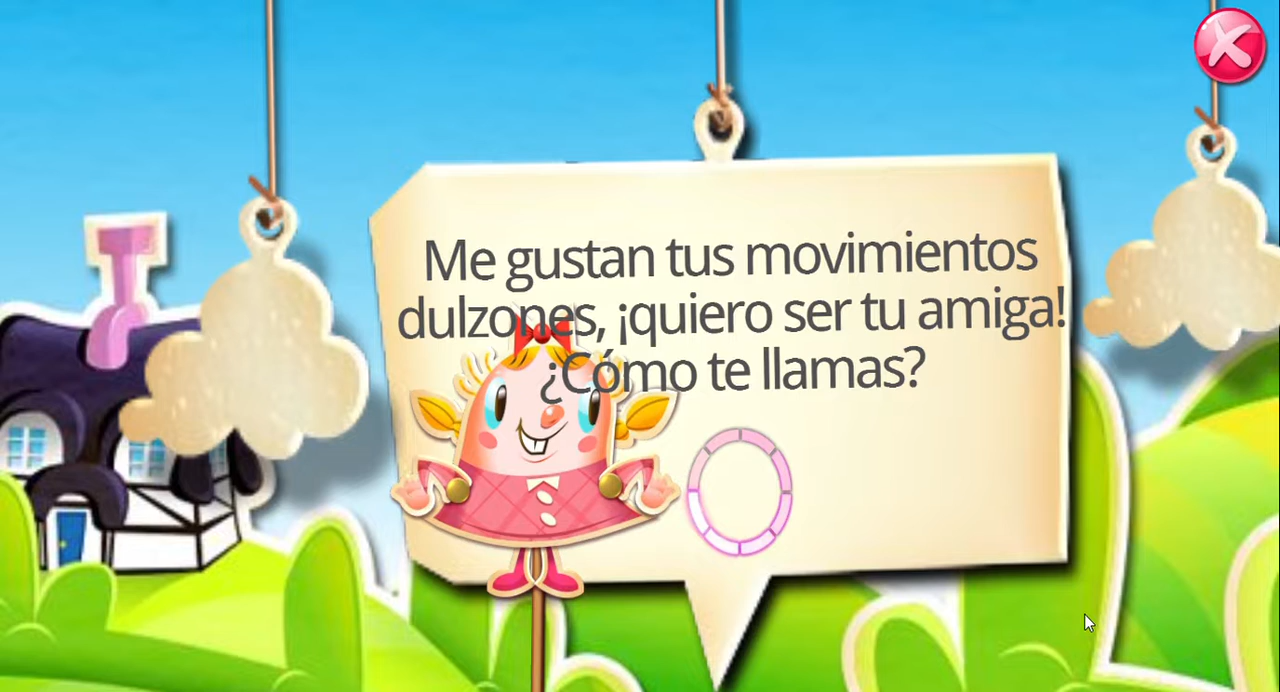 Me gustan tus movimientos
dulzones, ¡quiero ser tu amiga!
¿Cómo te llamas?